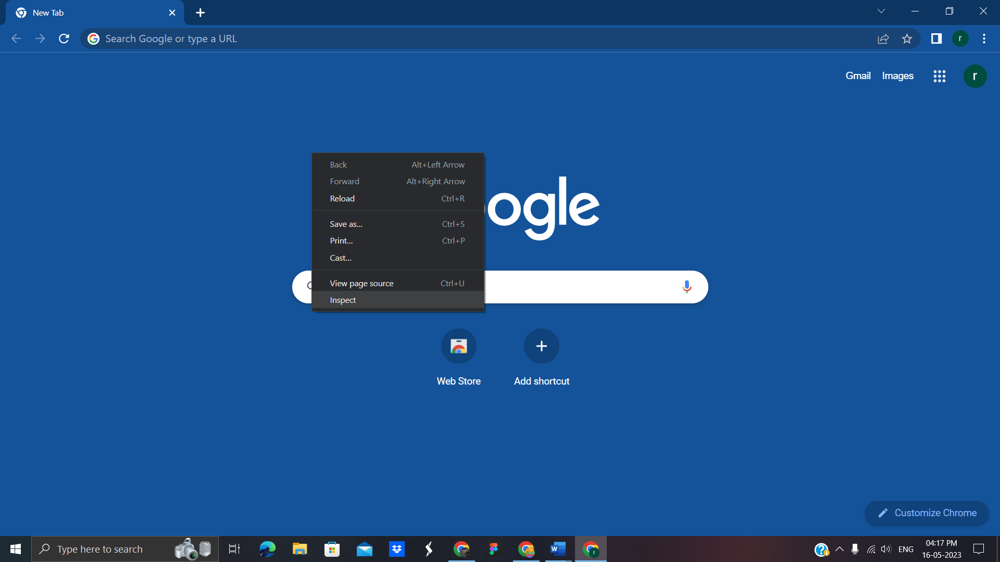 New Tab
Search Google or type a URL
r
Gmail Images
r
Back Alt+Left Arrow
Forward Alt+Right Arrow
Reload Ctrl+R
ogle
Save as... Ctrl+S
Print... Ctrl+P
Cast...
View page source Ctrl+U
Inspect
Web Store
Add shortcut
Customize Chrome
Type here to search
W
r
ENG
04:17 PM
16-05-2023